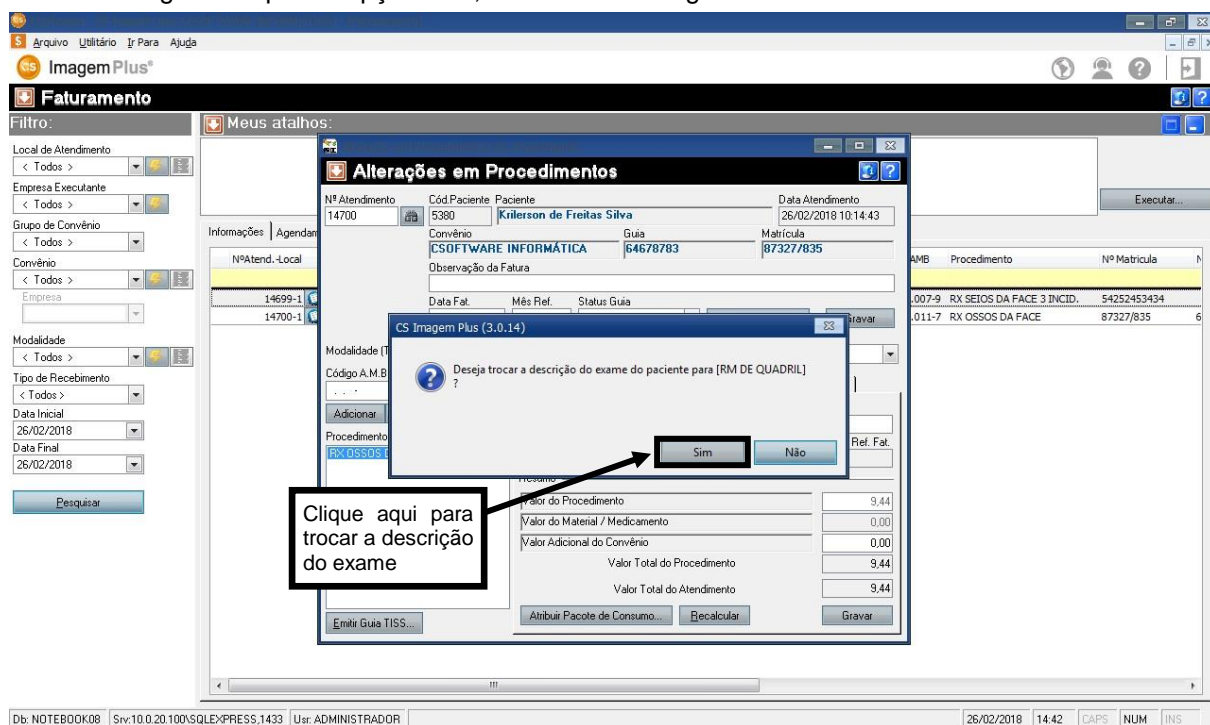 Arquivo Utilitário Ir Para Ajuda
Imagem Plus®
Faturamento
Filtro:
Meus atalhos:
Local de Atendimento
< Todos >
Empresa Executante
< Todos >
Executar...
Grupo de Convênio
< Todos >
Informações
Convênio
< Todos >
Empresa
Modalidade
< Todos >
Tipo de Recebimento
< Todos >
Data Inicial
26/02/2018
Data Final
26/02/2018
Pesquisar
NºAtend.-Local
AMB Procedimento Nº Matricula N
14699-1 .007-9 RX SEIOS DA FACE 3 INCID. 54252453434
14700-1 .011-7 RX OSSOS DA FACE 87327/835 6
Alterações em Procedimentos
Nº Atendimento Cód.Paciente Paciente Data Atendimento
14700 5380 Krilerson de Freitas Silva 26/02/2018 10:14:43
Convênio Guia Matrícula
CSOFTWARE INFORMÁTICA 64678783 87327/835
Observação da Fatura
Data Fat. Mês Ref. Status Guia
Gravar
Código A.M.B
Adicionar
Ref. Fat.
RX OSSOS
CS Imagem Plus (3.0.14)
Deseja trocar a descrição do exame do paciente para [RM DE QUADRIL]
?
Sim Não
Clique aqui para
trocar a descrição
do exame
Resumo
Valor do Procedimento 9,44
Valor do Material / Medicamento 0,00
Valor Adicional do Convênio 0,00
Valor Total do Procedimento 9,44
Valor Total do Atendimento 9,44
Emitir Guia TISS... Atribuir Pacote de Consumo... Recalcular Gravar
Db: NOTEBOOK08 Srv:10.0.20.100\SQLEXPRESS,1433 Usr: ADMINISTRADOR 26/02/2018 14:42 CAPS NUM INS